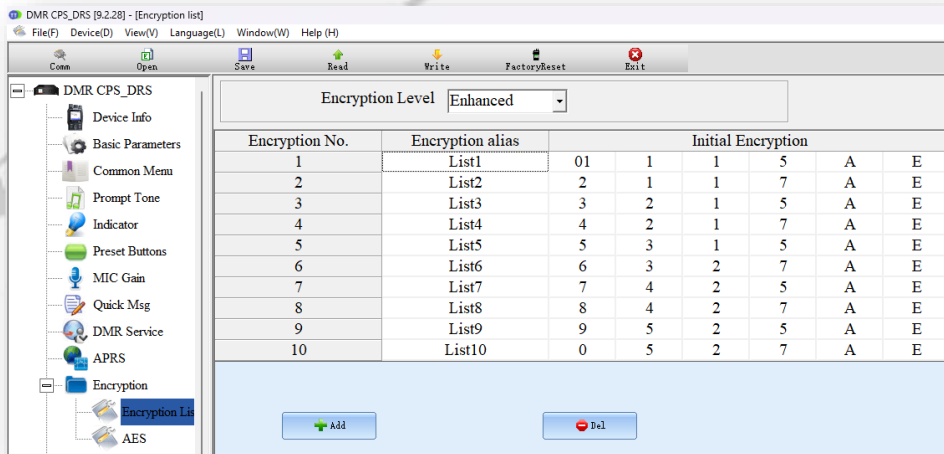 DMR CPS_DRS [9.2.28] - [Encryption list]
File(F) Device(D) View(V) Language(L) Window(W) Help (H)
Comm Open Save Read Write FactoryReset Exit
DMR CPS_DRS
Device Info
Basic Parameters
Common Menu
Prompt Tone
Indicator
Preset Buttons
MIC Gain
Quick Msg
DMR Service
APRS
Encryption
Encryption Lis
AES
Encryption Level Enhanced
Encryption No. Encryption alias Initial Encryption
1 List1 01 1 1 5 A E
2 List2 2 1 1 7 A E
3 List3 3 2 1 5 A E
4 List4 4 2 1 7 A E
5 List5 5 3 1 5 A E
6 List6 6 3 2 7 A E
7 List7 7 4 2 5 A E
8 List8 8 4 2 7 A E
9 List9 9 5 2 5 A E
10 List10 0 5 2 7 A E
Add Del